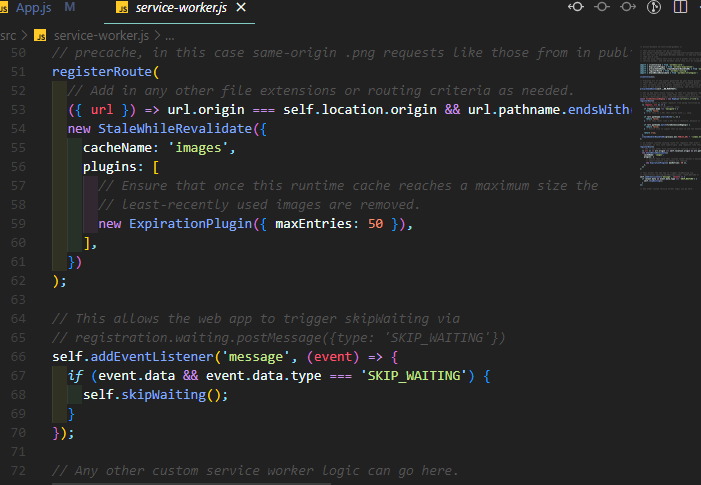 JS App.js M JS service-worker.js ×
src > JS service-worker.js > ...
50 // precache, in this case same-origin .png requests like those from in publ
51 registerRoute(
52 // Add in any other file extensions or routing criteria as needed.
53 ({ url }) => url.origin === self.location.origin && url.pathname.endsWith
54 new StaleWhileRevalidate({
55 cacheName: 'images',
56 plugins: [
57 // Ensure that once this runtime cache reaches a maximum size the
58 // least-recently used images are removed.
59 new ExpirationPlugin({ maxEntries: 50 }),
60 ],
61 })
62 );
63
64 // This allows the web app to trigger skipWaiting via
65 // registration.waiting.postMessage({type: 'SKIP_WAITING'})
66 self.addEventListener('message', (event) => {
67 if (event.data && event.data.type === 'SKIP_WAITING') {
68 self.skipWaiting();
69 }
70 });
71
72 // Any other custom service worker logic can go here.